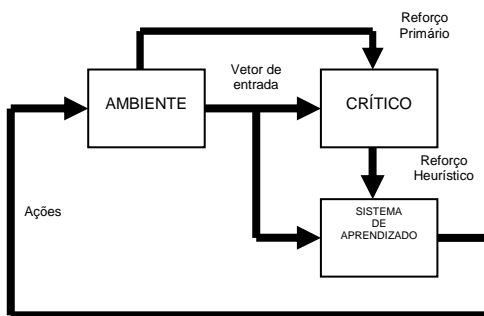 Reforço
Primário
Vetor de
entrada
AMBIENTE
CRÍTICO
Reforço
Heurístico
Ações
SISTEMA
DE
APRENDIZADO